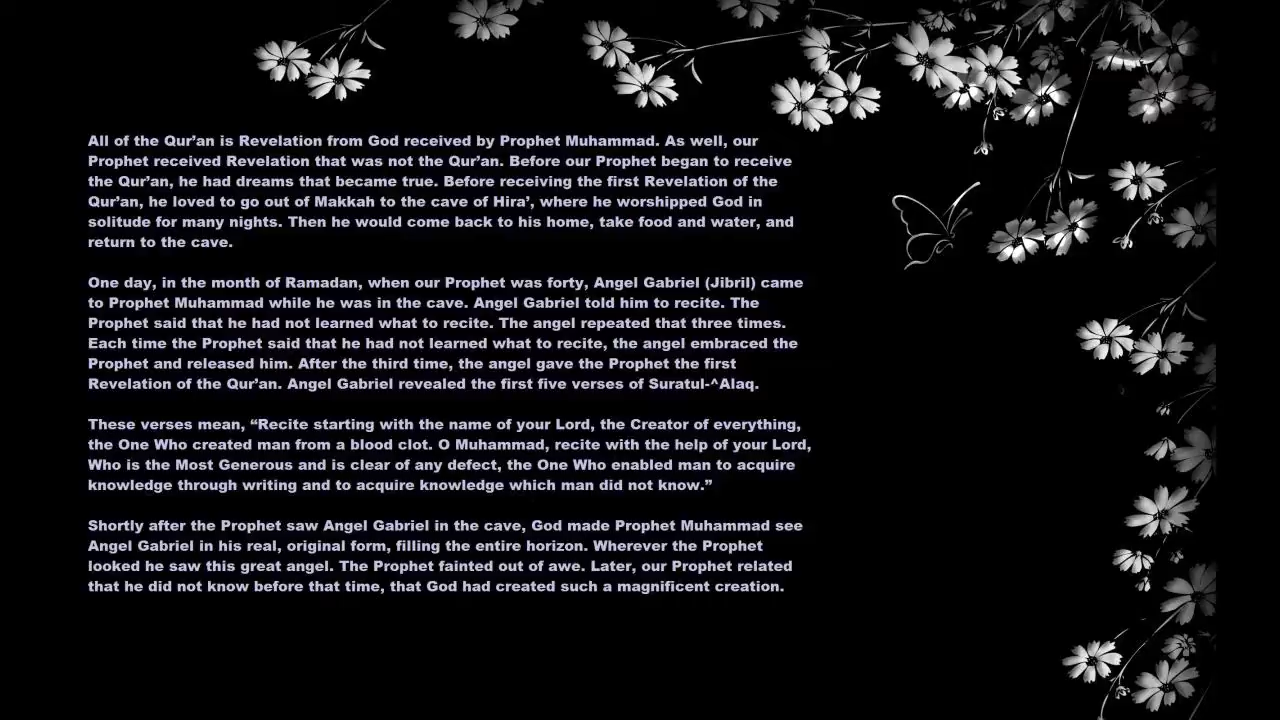 All of the Qur’an is Revelation from God received by Prophet Muhammad. As well, our
Prophet received Revelation that was not the Qur’an. Before our Prophet began to receive
the Qur’an, he had dreams that became true. Before receiving the first Revelation of the
Qur’an, he loved to go out of Makkah to the cave of Hira’, where he worshipped God in
solitude for many nights. Then he would come back to his home, take food and water, and
return to the cave.
One day, in the month of Ramadan, when our Prophet was forty, Angel Gabriel (Jibril) came
to Prophet Muhammad while he was in the cave. Angel Gabriel told him to recite. The
Prophet said that he had not learned what to recite. The angel repeated that three times.
Each time the Prophet said that he had not learned what to recite, the angel embraced the
Prophet and released him. After the third time, the angel gave the Prophet the first
Revelation of the Qur’an. Angel Gabriel revealed the first five verses of Suratul-^Alaq.
These verses mean, “Recite starting with the name of your Lord, the Creator of everything,
the One Who created man from a blood clot. O Muhammad, recite with the help of your Lord,
Who is the Most Generous and is clear of any defect, the One Who enabled man to acquire
knowledge through writing and to acquire knowledge which man did not know.”
Shortly after the Prophet saw Angel Gabriel in the cave, God made Prophet Muhammad see
Angel Gabriel in his real, original form, filling the entire horizon. Wherever the Prophet
looked he saw this great angel. The Prophet fainted out of awe. Later, our Prophet related
that he did not know before that time, that God had created such a magnificent creation.